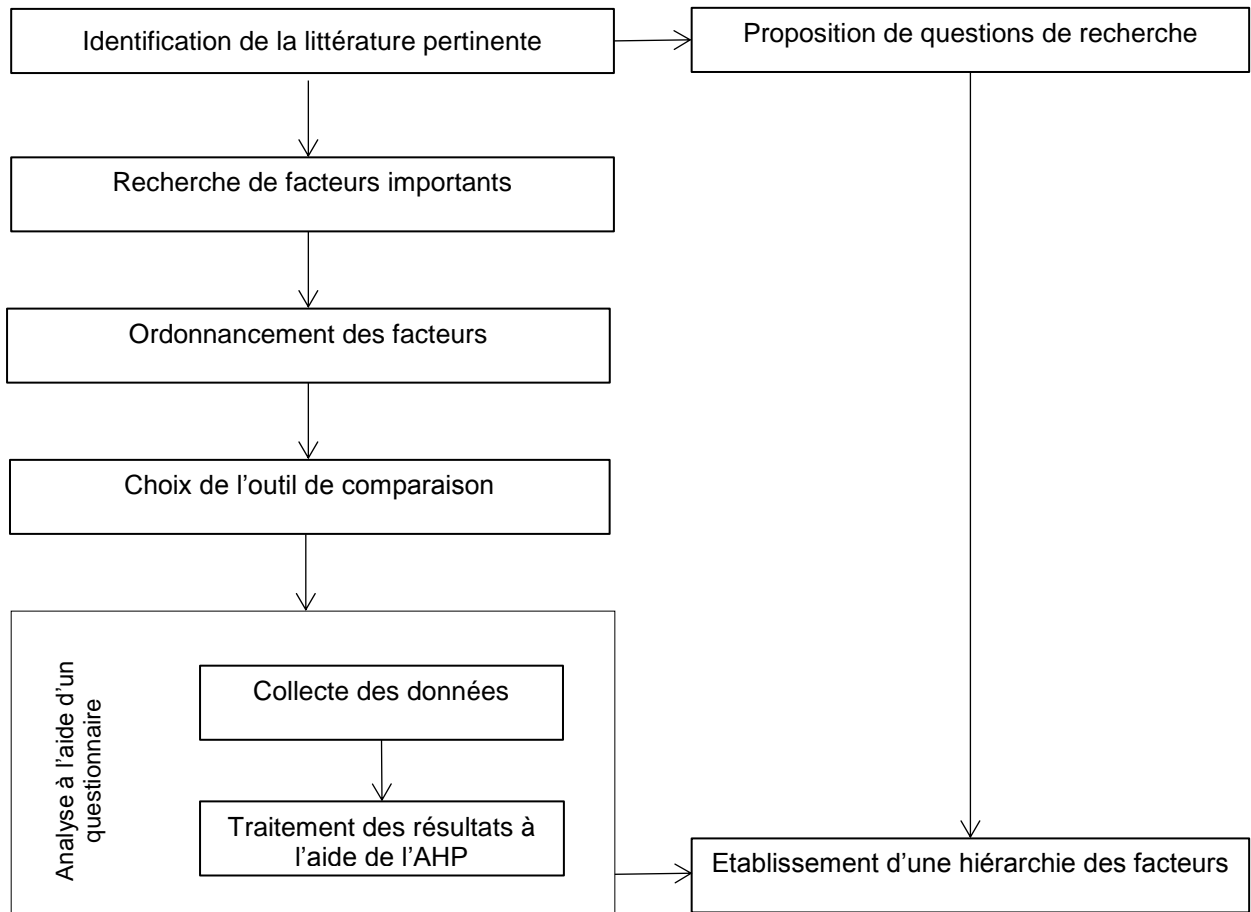 Identification de la littérature pertinente
Proposition de questions de recherche
Recherche de facteurs importants
Ordonnancement des facteurs
Choix de l’outil de comparaison
Analyse à l’aide d’un
questionnaire
Collecte des données
Traitement des résultats à
l’aide de l’AHP
Etablissement d’une hiérarchie des facteurs